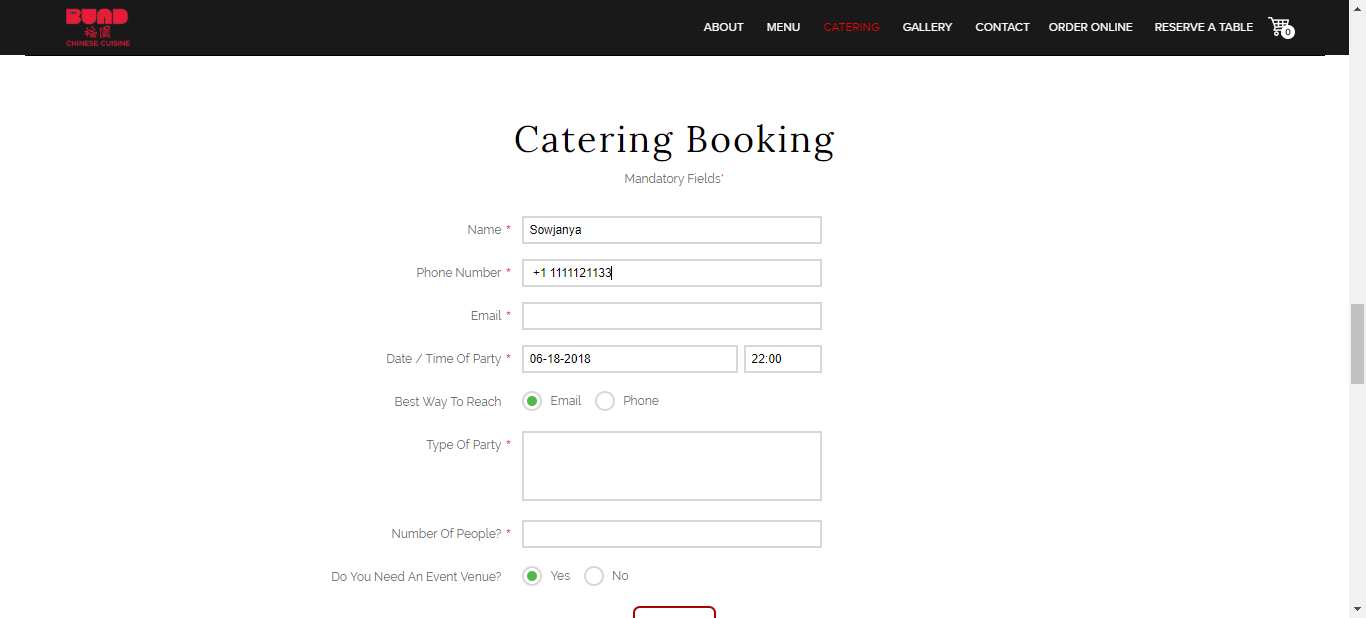 BUND
裕園
CHINESE CUISINE
ABOUT MENU CATERING GALLERY CONTACT ORDER ONLINE RESERVE A TABLE 0
Catering Booking
Mandatory Fields*
Name * Sowjanya
Phone Number * +1 1111121133
Email *
Date / Time Of Party * 06-18-2018 22:00
Best Way To Reach Email Phone
Type Of Party *
Number Of People? *
Do You Need An Event Venue? Yes No